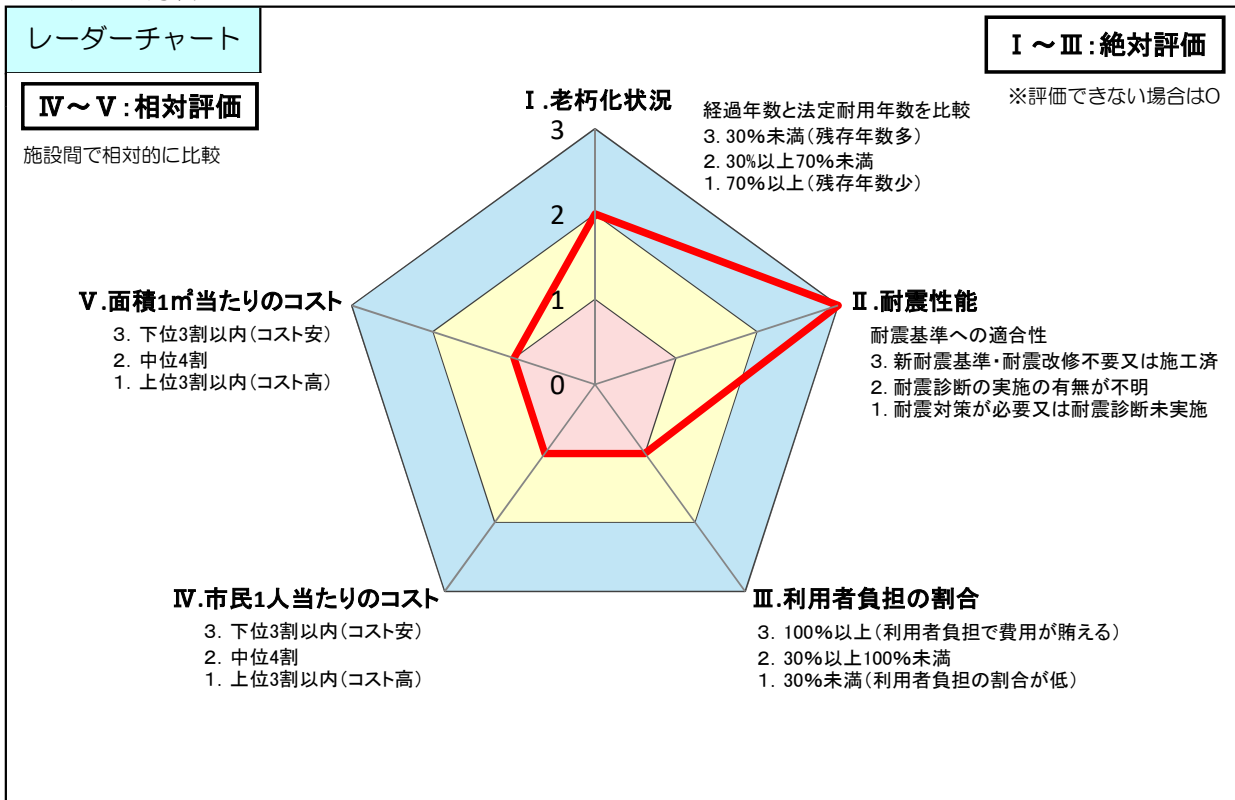 レーダーチャート
Ⅰ～Ⅲ:絶対評価
※評価できない場合は0
Ⅳ～Ⅴ:相対評価
施設間で相対的に比較
Ⅰ.老朽化状況
経過年数と法定耐用年数を比較
3. 30%未満(残存年数多)
2. 30%以上70%未満
1. 70%以上(残存年数少)
3
2
1
0
Ⅱ.耐震性能
耐震基準への適合性
3. 新耐震基準・耐震改修不要又は施工済
2. 耐震診断の実施の有無が不明
1. 耐震対策が必要又は耐震診断未実施
Ⅴ.面積1㎡当たりのコスト
3. 下位3割以内(コスト安)
2. 中位4割
1. 上位3割以内(コスト高)
Ⅳ.市民1人当たりのコスト
3. 下位3割以内(コスト安)
2. 中位4割
1. 上位3割以内(コスト高)
Ⅲ.利用者負担の割合
3. 100%以上(利用者負担で費用が賄える)
2. 30%以上100%未満
1. 30%未満(利用者負担の割合が低)